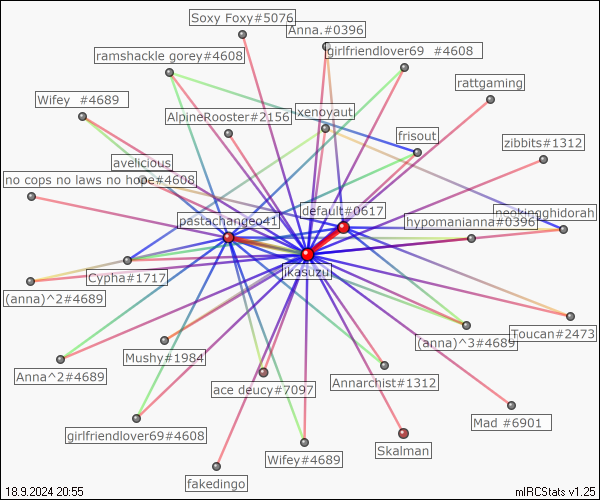 Soxy Foxy#5076
Anna.#0396
ramshackle gorey#4608
girlfriendlover69 #4608
rattgaming
Wifey #4689
AlpineRooster#2156
xenoyaut
frisout
zibbits#1312
avelicious
no cops no laws no hope#4608
pastachangeo41
default#0617
hypomanianna#0396
jkasuzu
Cypha#1717
(anna)^2#4689
Toucan#2473
(anna)^3#4689
Mushy#1984
Anna^2#4689
ace deucy#7097
Annarchist#1312
Mad #6901
girlfriendlover69#4608
Skalman
Wifey#4689
fakedingo
18.9.2024 20:55
mIRCStats v1.25